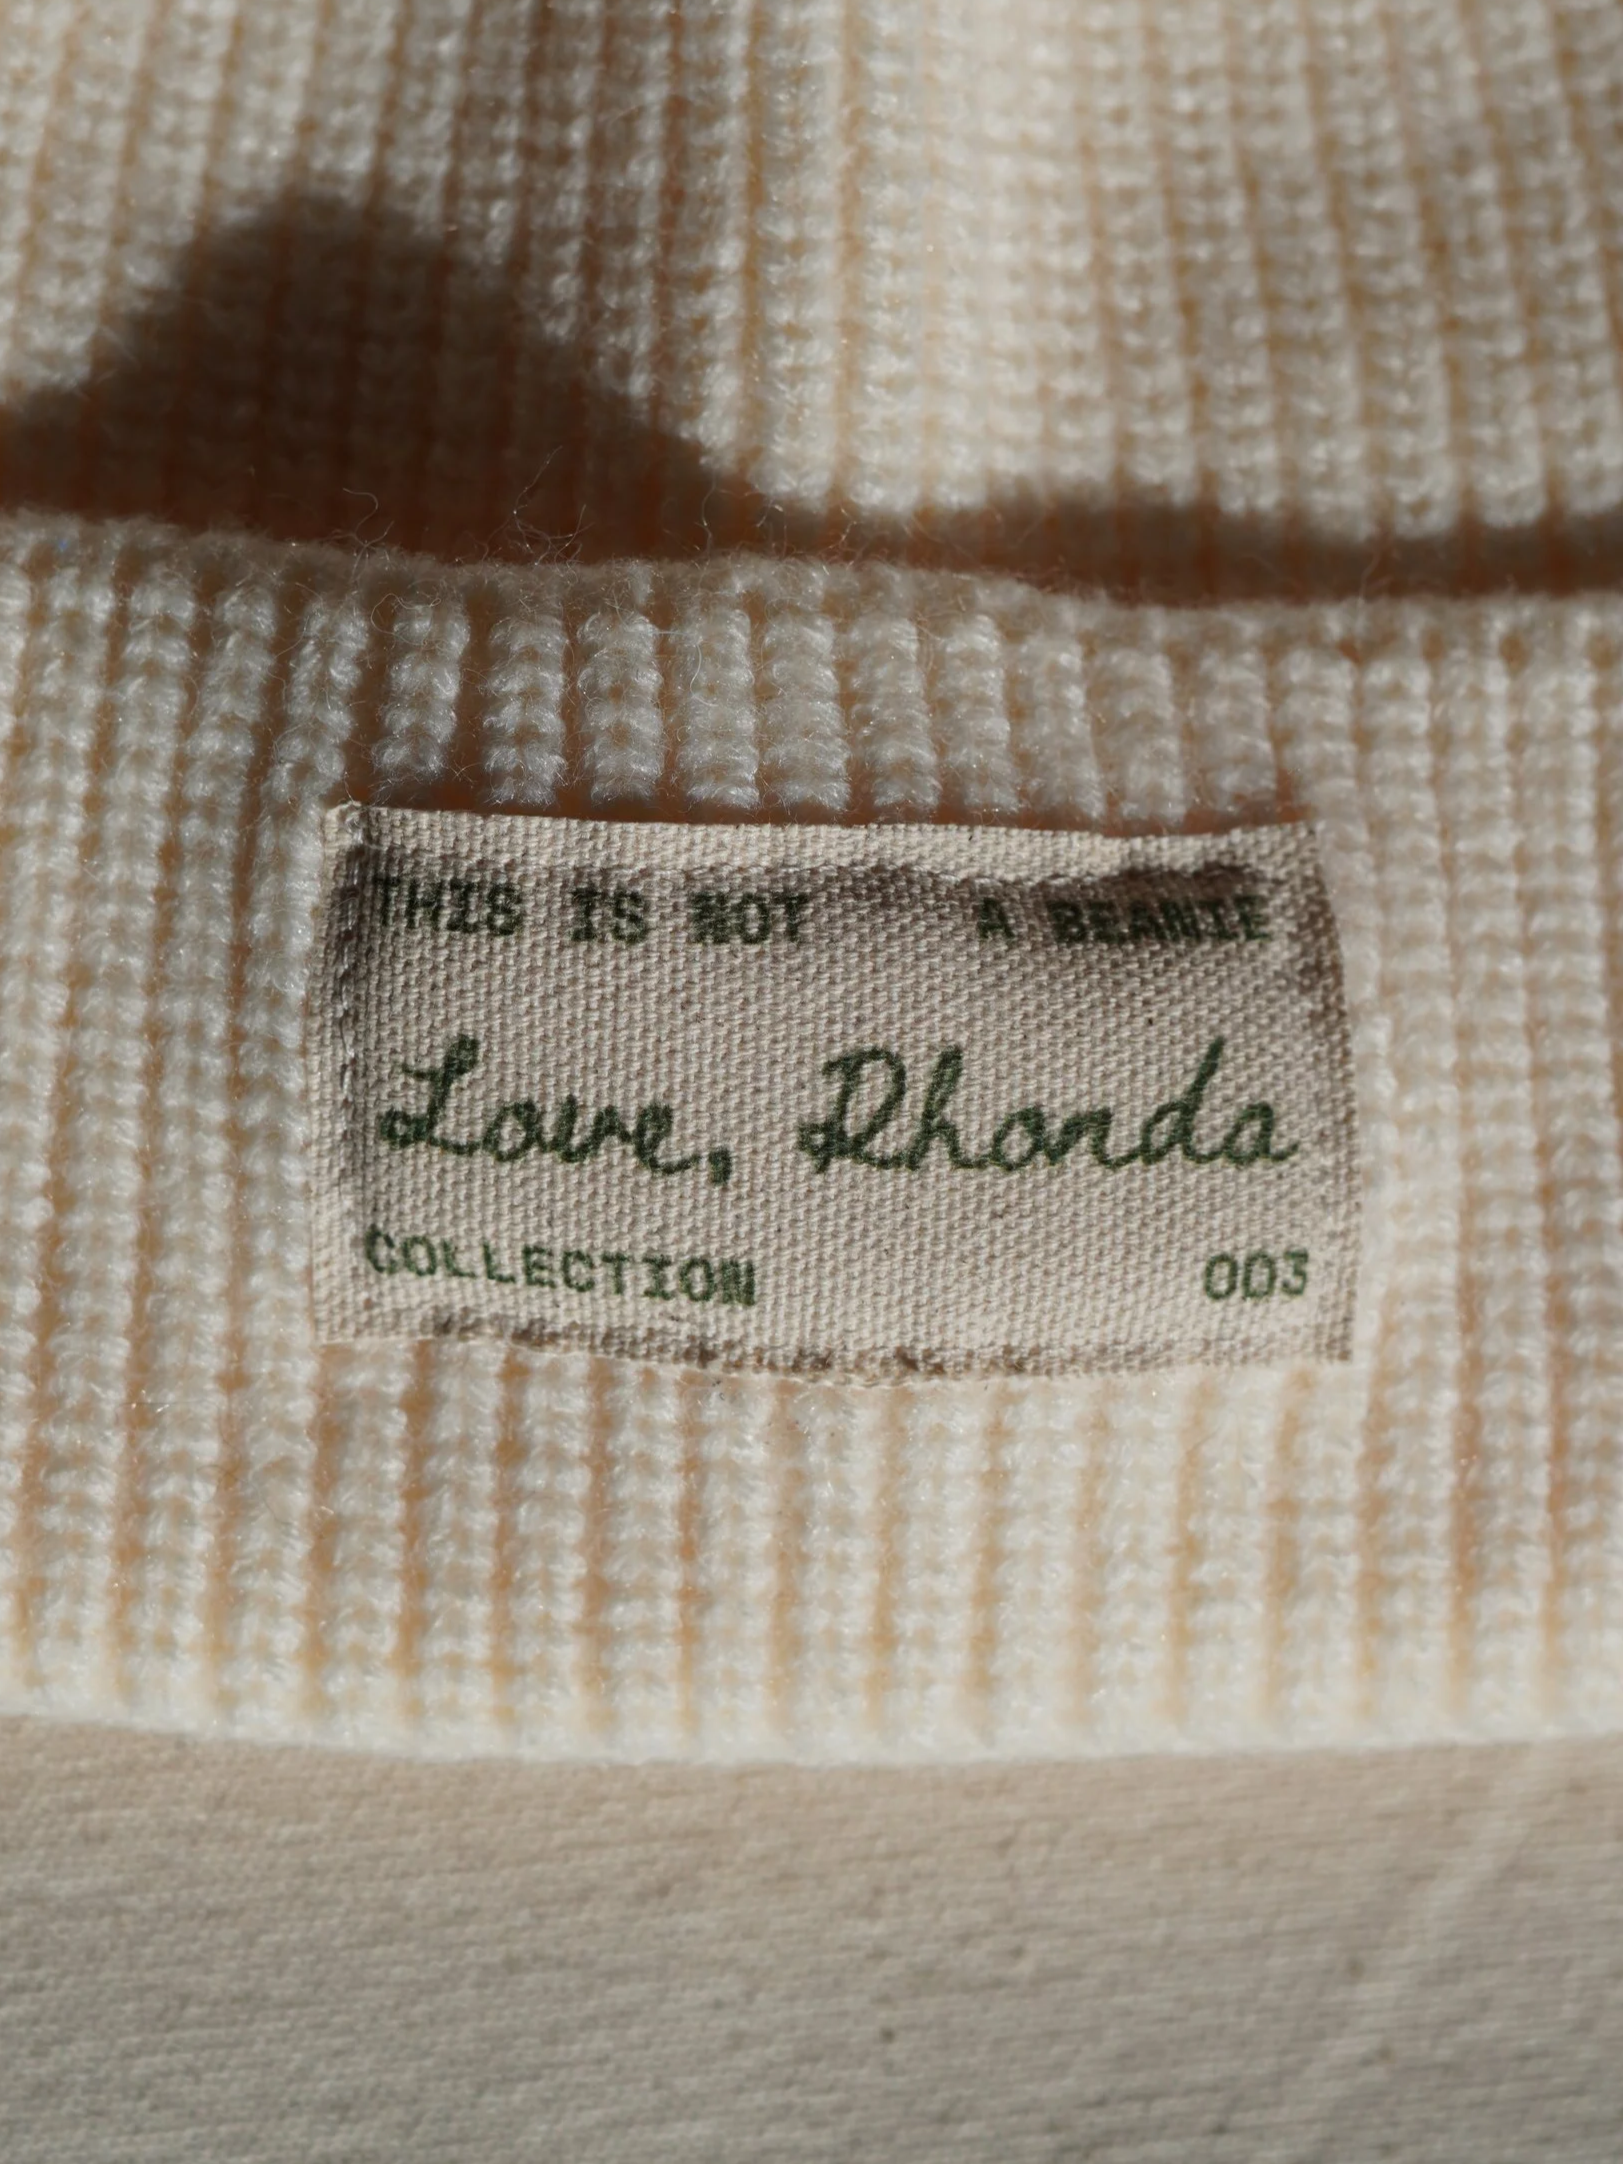 THIS IS NOT A BEANIE
Love, Rhonda
COLLECTION 003